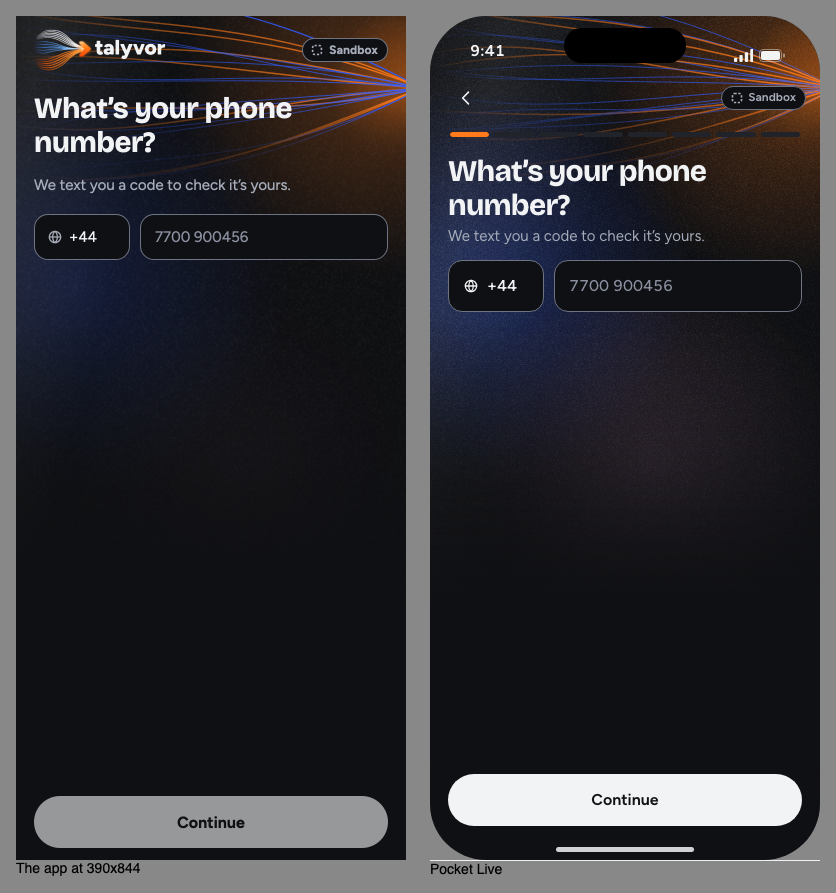 talyvor
Sandbox
What's your phone
number?
We text you a code to check it's yours.
+44
7700 900456
Continue
The app at 390x844
9:41
Sandbox
What's your phone
number?
We text you a code to check it's yours.
+44
7700 900456
Continue
Pocket Live